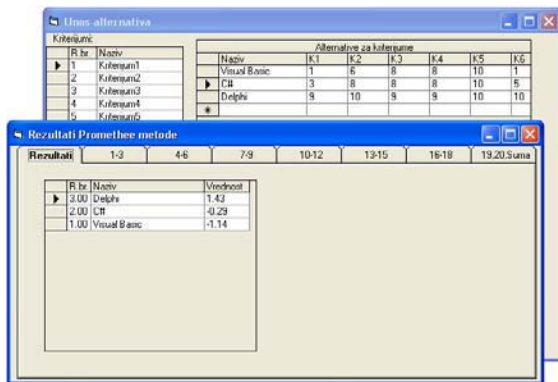 Unos alternativa
Kriterijumi:
R.br. Naziv
1 Kriterijum1
2 Kriterijum2
3 Kriterijum3
4 Kriterijum4
5 Kriterijum5
Alternative za kriterijume
Naziv K1 K2 K3 K4 K5 K6
Visual Basic 1 6 8 8 10 1
C# 3 8 8 8 10 5
Delphi 9 10 9 9 10 10
Rezultati Promethee metode
Rezultati 1-3 4-6 7-9 10-12 13-15 16-18 19,20,Suma
R.br. Naziv Vrednost
3.00 Delphi 1.43
2.00 C# -0.29
1.00 Visual Basic -1.14